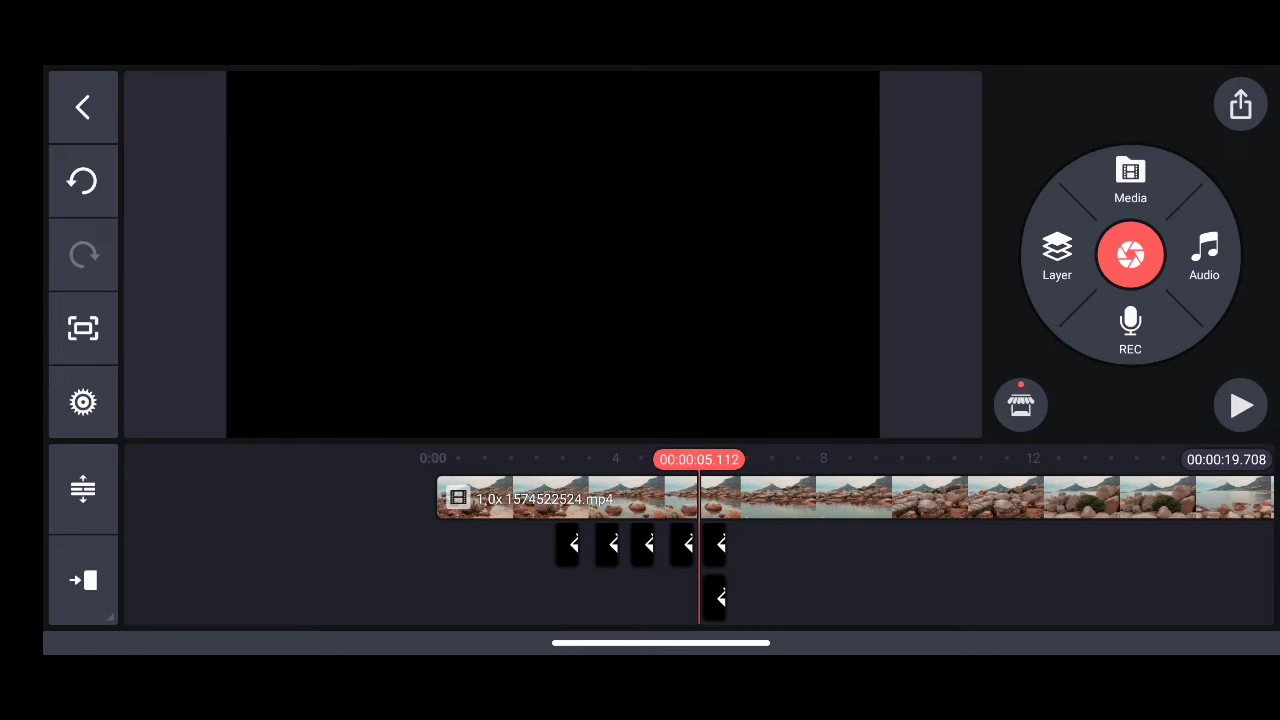 Media
Layer
Audio
REC
0:00
4
00:00:05.112
8
12
00:00:19.708
1.0x 1574522524.mp4